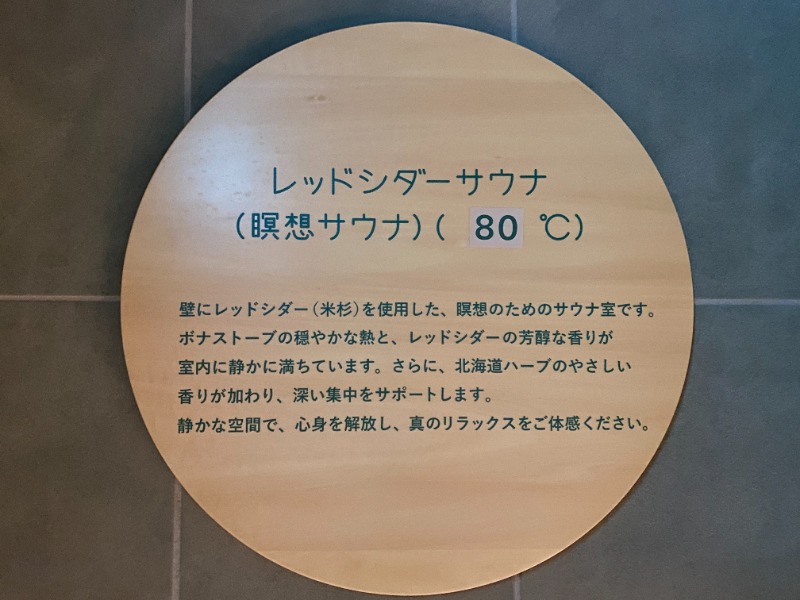 レッドシダーサウナ
(瞑想サウナ)( 80 ℃)
壁にレッドシダー(米杉)を使用した、瞑想のためのサウナ室です。
ボナストーブの穏やかな熱と、レッドシダーの芳醇な香りが
室内に静かに満ちています。さらに、北海道ハーブのやさしい
香りが加わり、深い集中をサポートします。
静かな空間で、心身を解放し、真のリラックスをご体感ください。